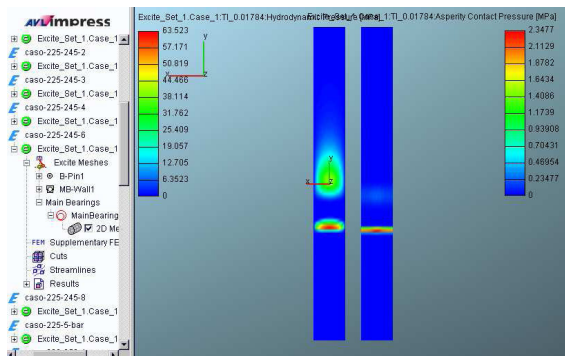 AVL impress
Excite_Set_1.Case_1
caso-225-245-2
Excite_Set_1.Case_1
caso-225-245-3
Excite_Set_1.Case_1
caso-225-245-4
Excite_Set_1.Case_1
caso-225-245-6
Excite_Set_1.Case_1
Excite Meshes
B-Pin1
MB-Wall1
Main Bearings
MainBearing
2D Me
FEM Supplementary FE
Cuts
Streamlines
Results
caso-225-245-8
Excite_Set_1.Case_1
caso-225-5-bar
Excite_Set_1.Case_1
Excite_Set_1.Case_1:TI_0.01784:Hydrodynamic Pressure [MPa]
63.523
57.171
50.819
44.466
38.114
31.762
25.409
19.057
12.705
6.3523
0
y
x
z
Y
x
Z
Excite_Set_1.Case_1:TI_0.01784:Asperity Contact Pressure [MPa]
2.3477
2.1129
1.8782
1.6434
1.4086
1.1739
0.93908
0.70431
0.46954
0.23477
0